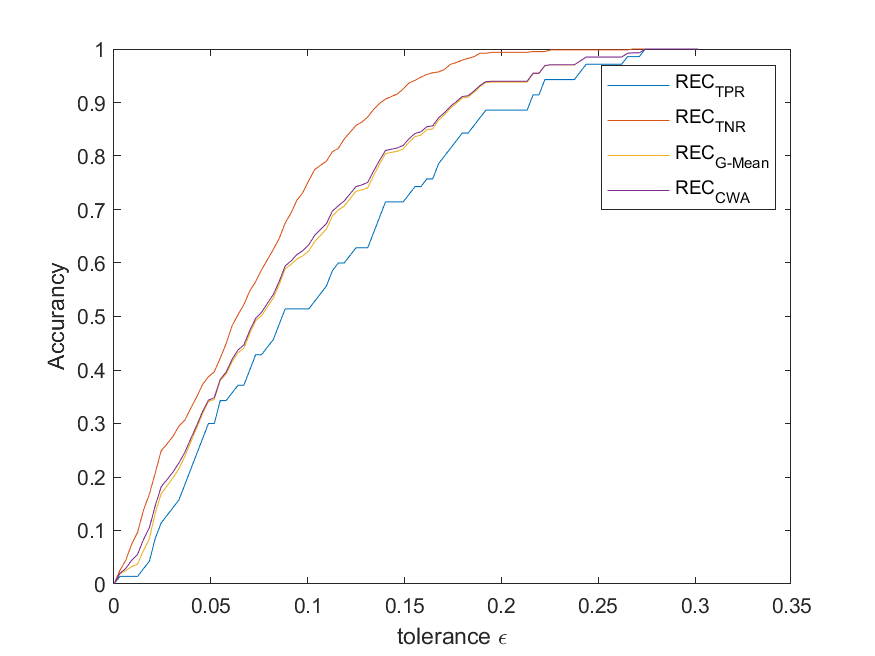 1
0.9
0.8
0.7
0.6
0.5
0.4
0.3
0.2
0.1
0
Accurancy
REC_TPR
REC_TNR
REC_G-Mean
REC_CWA
0 0.05 0.1 0.15 0.2 0.25 0.3 0.35
tolerance ϵ